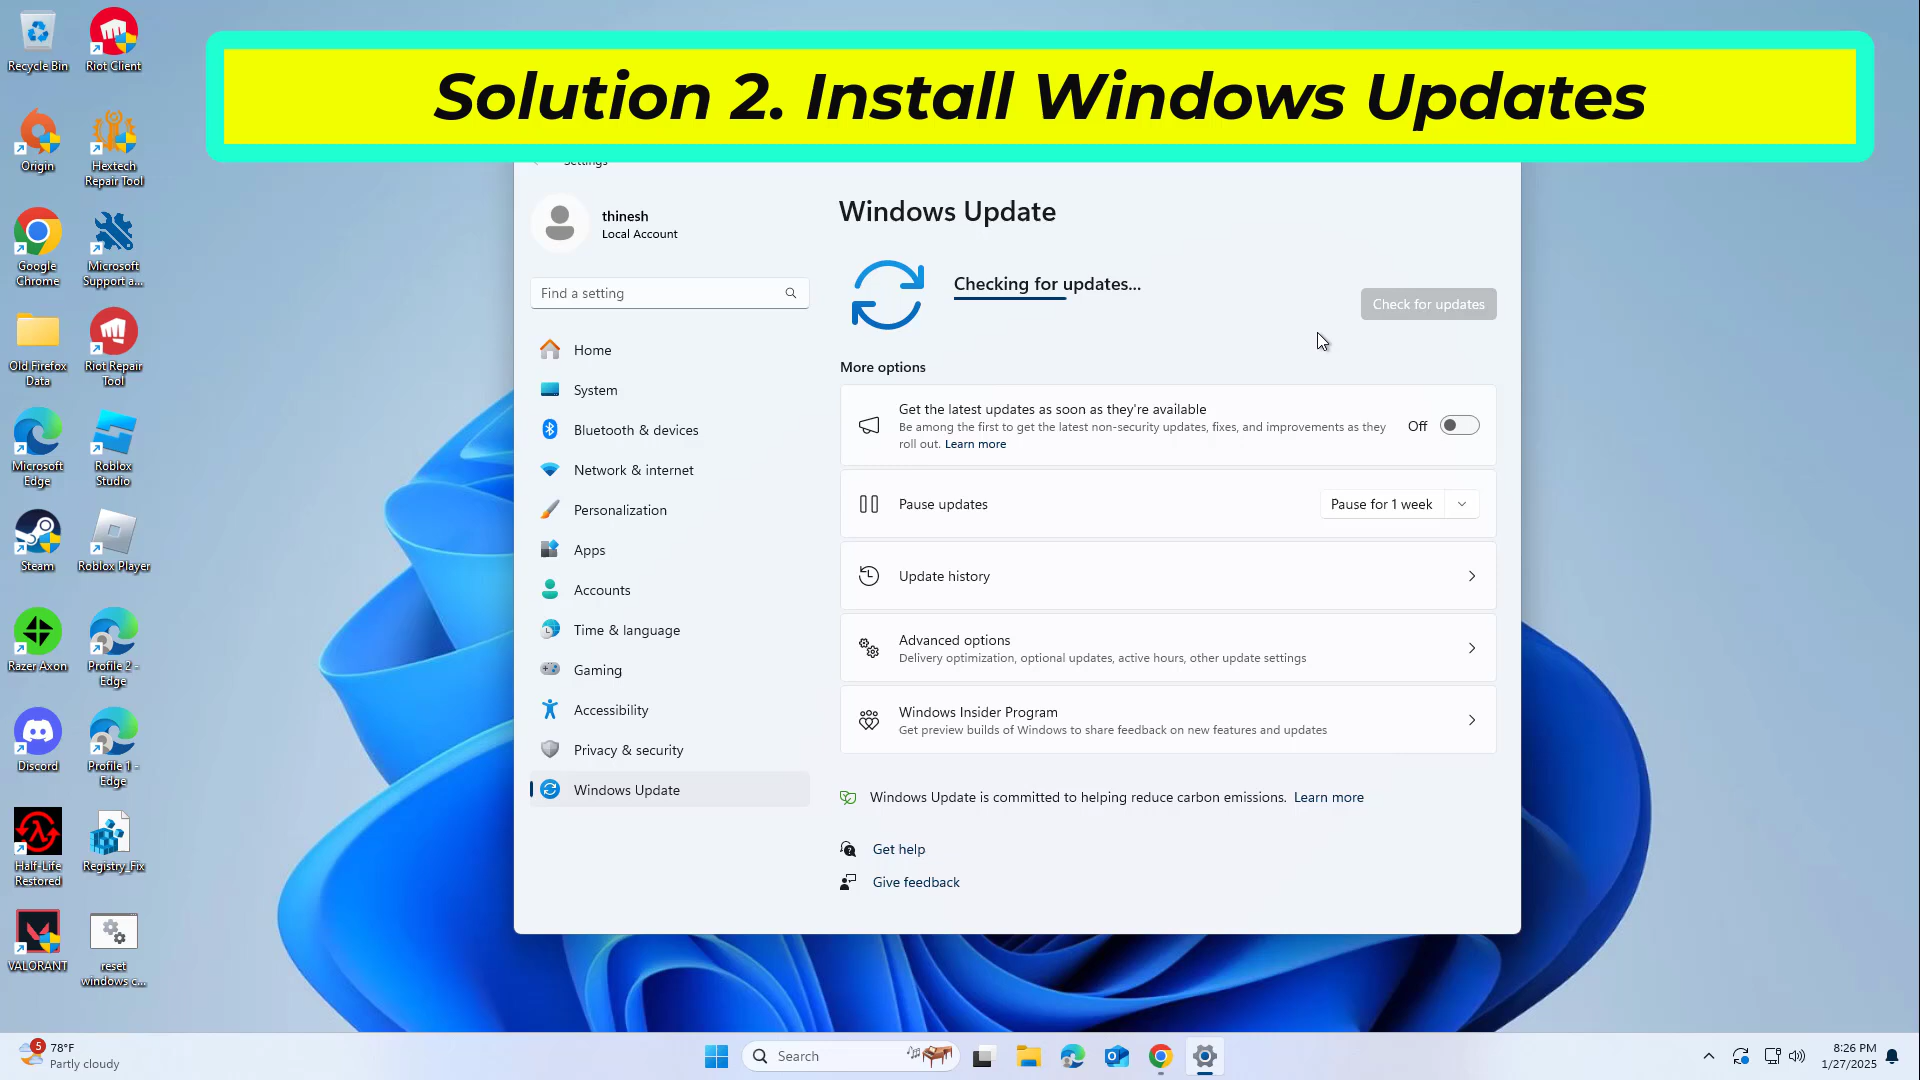 Solution 2. Install Windows Updates
Recycle Bin
Riot Client
Origin
Hextech
Repair Tool
Google
Chrome
Microsoft
Support a...
Old Firefox
Data
Riot Repair
Tool
Microsoft
Edge
Roblox
Studio
Steam
Roblox Player
Razer Axon
Profile 2 -
Edge
Discord
Profile 1 -
Edge
Half-Life
Restored
Registry_Fix
VALORANT
reset
windows c...
Settings
thinesh
Local Account
Find a setting
Home
System
Bluetooth & devices
Network & internet
Personalization
Apps
Accounts
Time & language
Gaming
Accessibility
Privacy & security
Windows Update
Windows Update
Checking for updates...
Check for updates
More options
Get the latest updates as soon as they're available
Be among the first to get the latest non-security updates, fixes, and improvements as they
roll out. Learn more
Off
Pause updates
Pause for 1 week
Update history
Advanced options
Delivery optimization, optional updates, active hours, other update settings
Windows Insider Program
Get preview builds of Windows to share feedback on new features and updates
Windows Update is committed to helping reduce carbon emissions. Learn more
Get help
Give feedback
5
78°F
Partly cloudy
Search
8:26 PM
1/27/2025